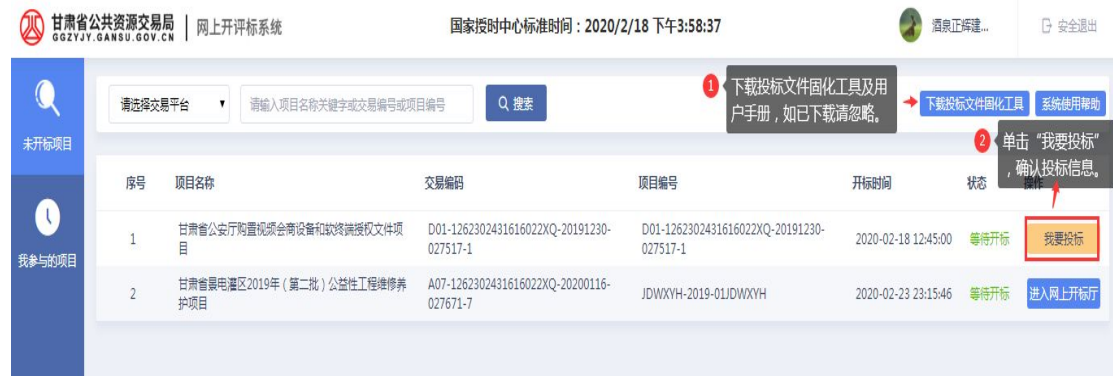 甘肃省公共资源交易局 网上开评标系统 国家授时中心标准时间：2020/2/18 下午3:58:37 酒泉正辉建... 安全退出
GGZYJY.GANSU.GOV.CN
未开标项目
我参与的项目
请选择交易平台 请输入项目名称关键字或交易编号或项目编号 搜索
1 下载投标文件固化工具及用
户手册，如已下载请忽略。
下载投标文件固化工具 系统使用帮助
2 单击“我要投标”
，确认投标信息。
序号 项目名称 交易编码 项目编号 开标时间 状态 操作
1 甘肃省公安厅购置视频会商设备和软终端授权文件项 D01-126230243161​6022XQ-20191230- D01-12623024316​16022XQ-20191230- 2020-02-18 12:45:00 等待开标 我要投标
目 027517-1 027517-1
2 甘肃省景电灌区2019年（第二批）公益性工程维修养 A07-12623024316​16022XQ-20200116- JDWXYH-2019-01JDWXYH 2020-02-23 23:15:46 等待开标 进入网上开标厅
护项目 027671-7